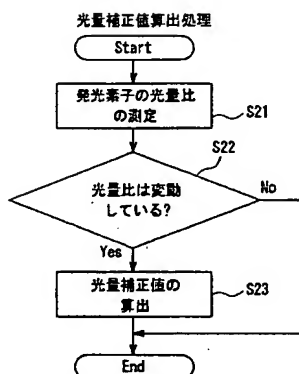 光量補正値算出処理
Start
発光素子の光量比
の測定
S21
S22
光量比は変動
している?
No
Yes
光量補正値の
算出
S23
End